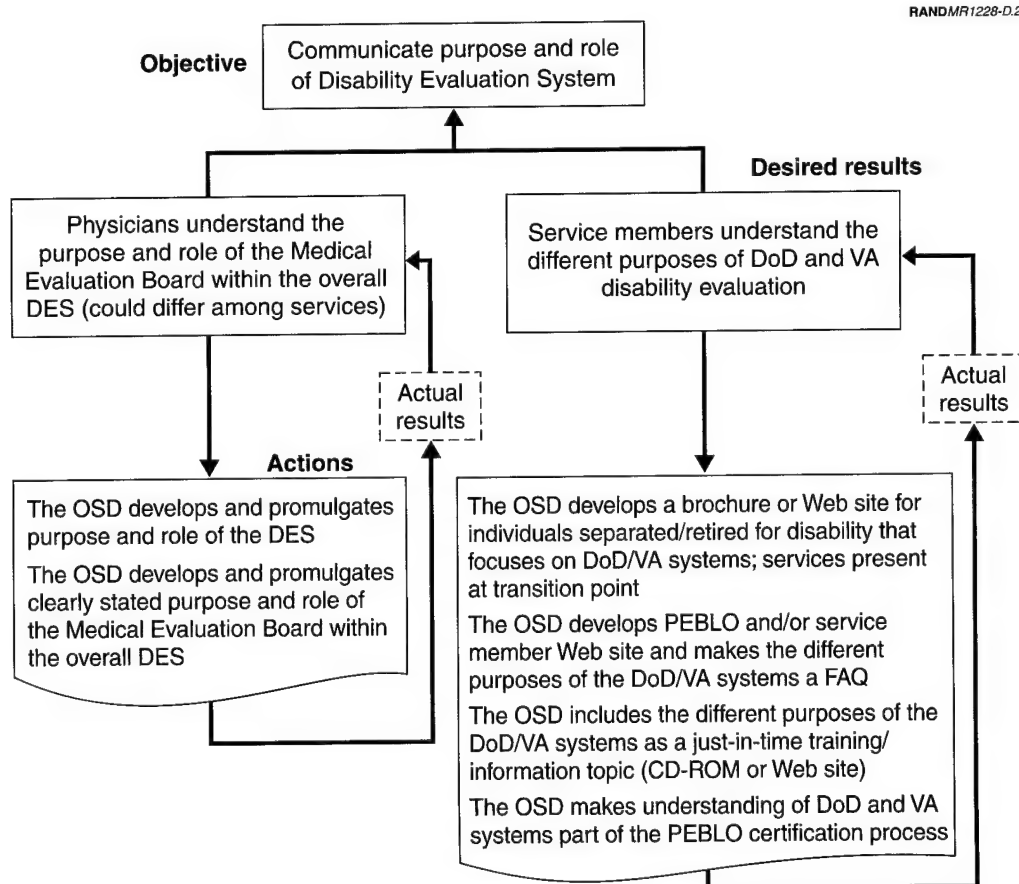 RANDMR1228-D.2
Objective
Communicate purpose and role
of Disability Evaluation System
Desired results
Physicians understand the
purpose and role of the Medical
Evaluation Board within the overall
DES (could differ among services)
Service members understand the
different purposes of DoD and VA
disability evaluation
Actual
results
Actual
results
Actions
The OSD develops and promulgates
purpose and role of the DES
The OSD develops and promulgates
clearly stated purpose and role of
the Medical Evaluation Board within
the overall DES
The OSD develops a brochure or Web site for
individuals separated/retired for disability that
focuses on DoD/VA systems; services present
at transition point
The OSD develops PEBLO and/or service
member Web site and makes the different
purposes of the DoD/VA systems a FAQ
The OSD includes the different purposes of the
DoD/VA systems as a just-in-time training/
information topic (CD-ROM or Web site)
The OSD makes understanding of DoD and VA
systems part of the PEBLO certification process